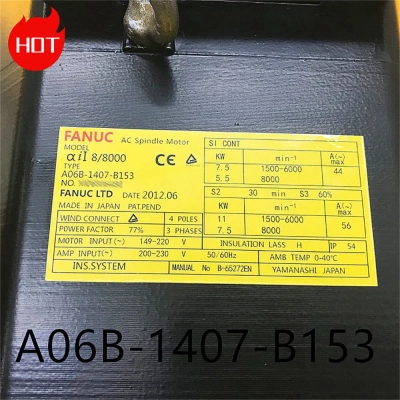 HOT
FANUC AC Spindle Motor
MODEL αiI 8/8000
TYPE A06B-1407-B153
NO.
FANUC LTD DATE 2012.06
MADE IN JAPAN PAT.PEND
WIND CONNECT 4 POLES
POWER FACTOR 77% 3 PHASES
MOTOR INPUT(~) 149-220 V
AMP INPUT(~) 200-230 V 50/60Hz
INS.SYSTEM
S1 CONT
KW min⁻¹ A(~) max
7.5 1500-6000 44
5.5 8000
S2 30 min S3 60%
KW min⁻¹ A(~) max
11 1500-6000 56
7.5 8000
INSULATION LASS H IP 54
AMB TEMP 0-40℃
MANUAL No B-65272EN YAMANASHI JAPAN
A06B-1407-B153